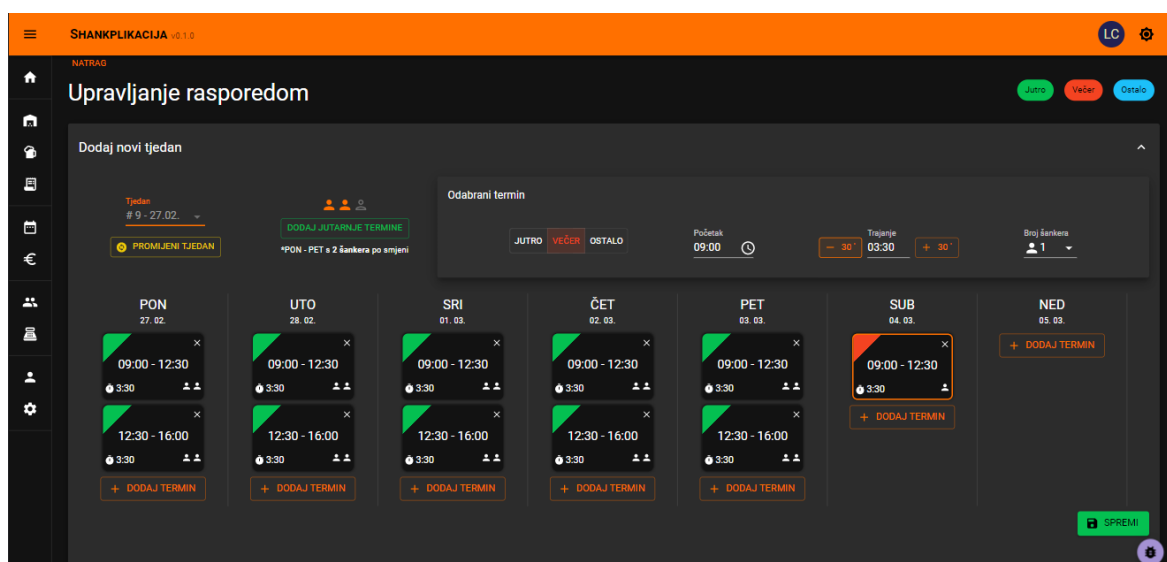 SHANKPLIKACIJA v0.1.0
LC
NATRAG
Upravljanje rasporedom
Jutro Večer Ostalo
Dodaj novi tjedan
Tjedan
# 9 - 27.02.
PROMIJENI TJEDAN
DODAJ JUTARNJE TERMINE
*PON - PET s 2 šankera po smjeni
Odabrani termin
JUTRO VEČER OSTALO
Početak
09:00
Trajanje
− 30 ' 03:30 + 30 '
Broj šankera
1
PON UTO SRI ČET PET SUB NED
27. 02. 28. 02. 01. 03. 02. 03. 03. 03. 04. 03. 05. 03.
09:00 - 12:30 09:00 - 12:30 09:00 - 12:30 09:00 - 12:30 09:00 - 12:30 09:00 - 12:30 + DODAJ TERMIN
3:30 3:30 3:30 3:30 3:30 3:30
12:30 - 16:00 12:30 - 16:00 12:30 - 16:00 12:30 - 16:00 12:30 - 16:00 + DODAJ TERMIN
3:30 3:30 3:30 3:30 3:30
+ DODAJ TERMIN + DODAJ TERMIN + DODAJ TERMIN + DODAJ TERMIN + DODAJ TERMIN
SPREMI